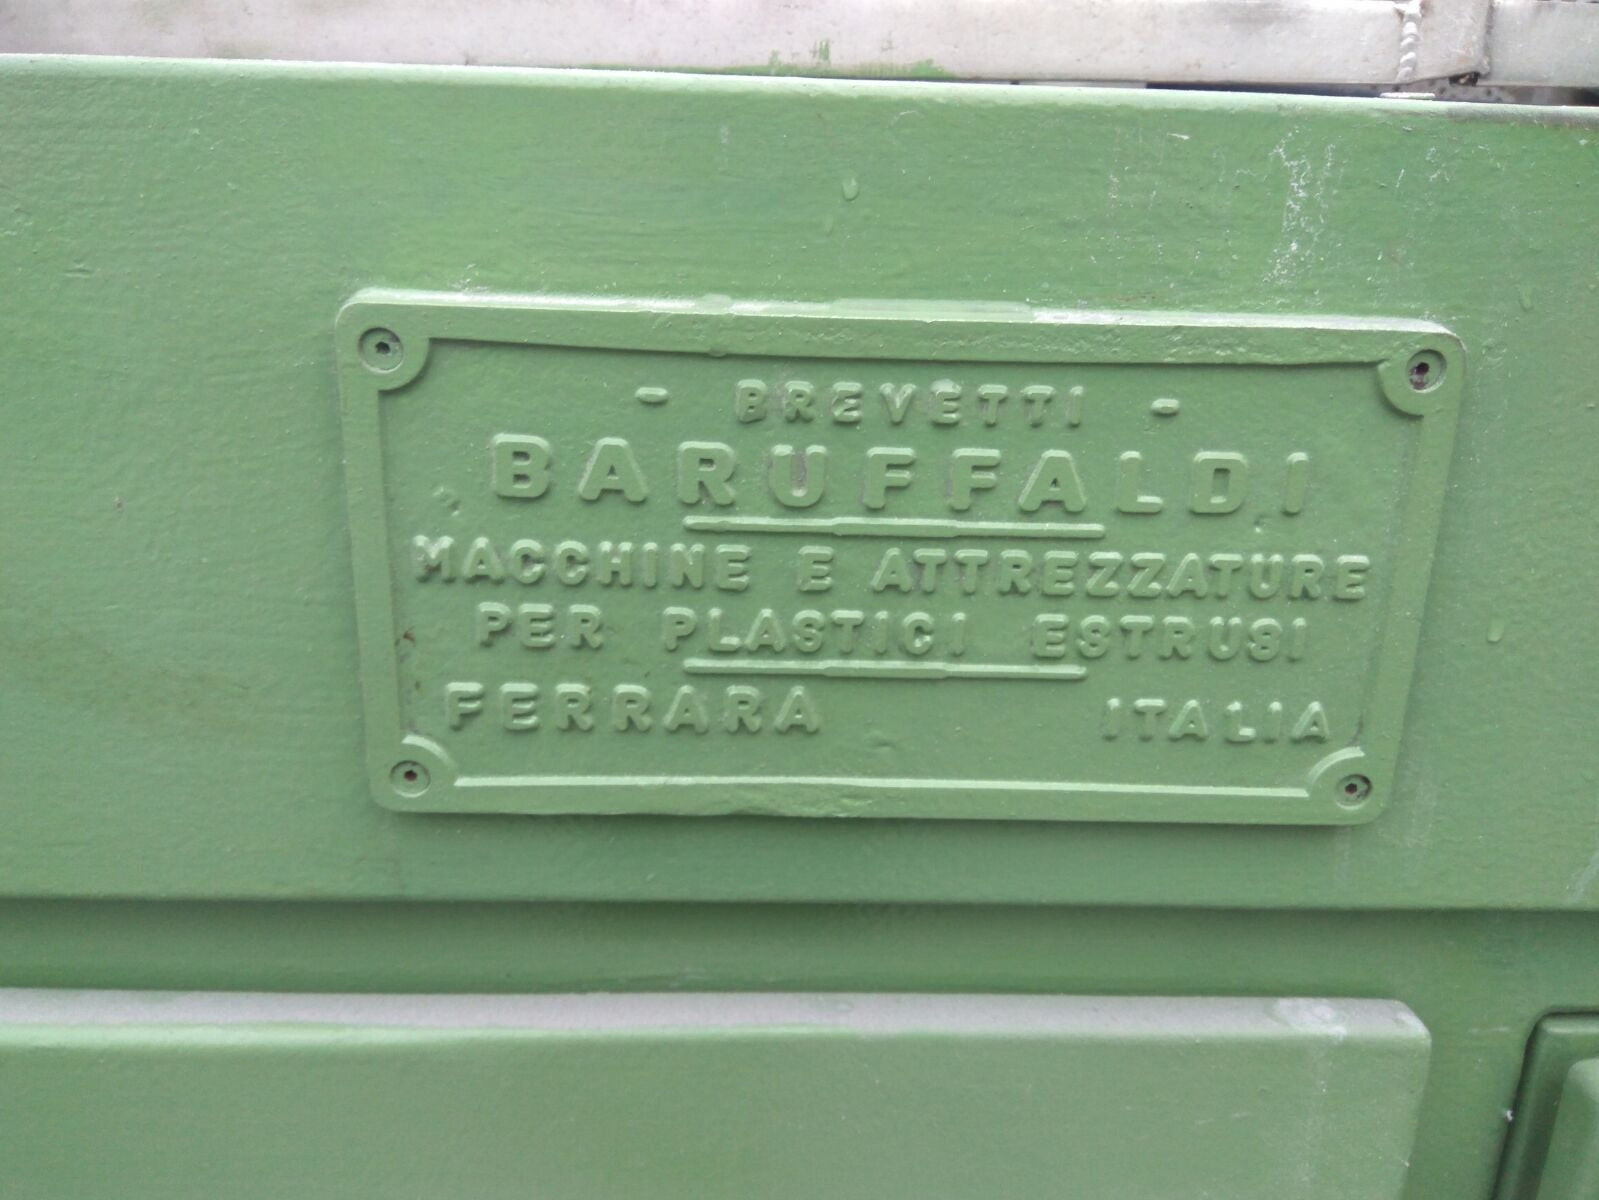 - BREVETTI -
BARUFFALDI
MACCHINE E ATTREZZATURE
PER PLASTICI ESTRUSI
FERRARA ITALIA